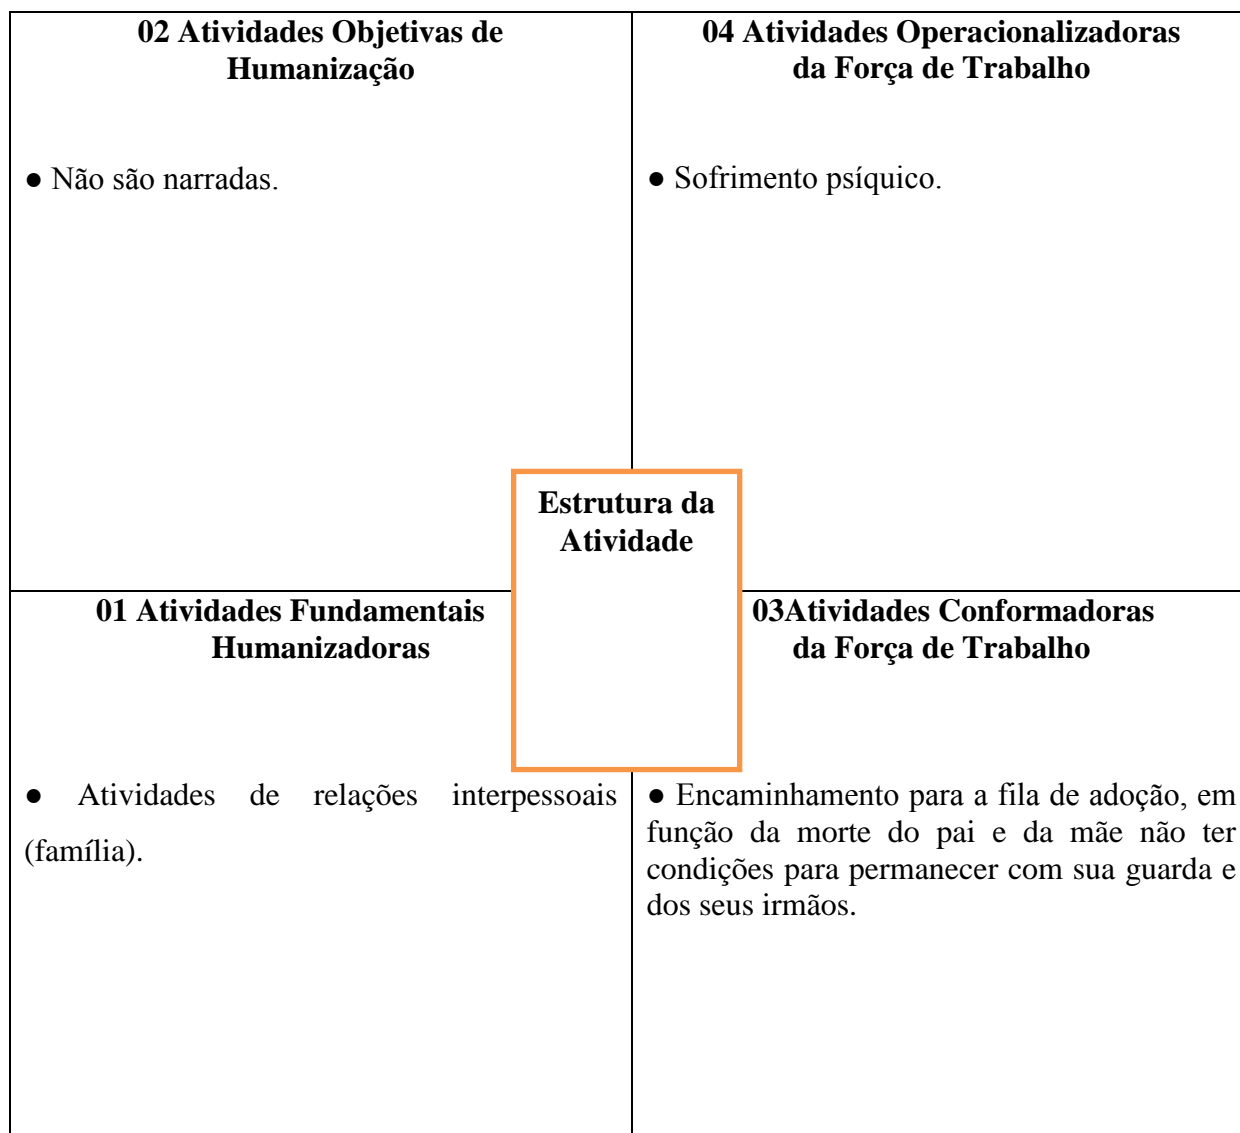 02 Atividades Objetivas de
Humanização
● Não são narradas.
04 Atividades Operacionalizadoras
da Força de Trabalho
● Sofrimento psíquico.
Estrutura da
Atividade
01 Atividades Fundamentais
Humanizadoras
● Atividades de relações interpessoais
(família).
03Atividades Conformadoras
da Força de Trabalho
● Encaminhamento para a fila de adoção, em
função da morte do pai e da mãe não ter
condições para permanecer com sua guarda e
dos seus irmãos.